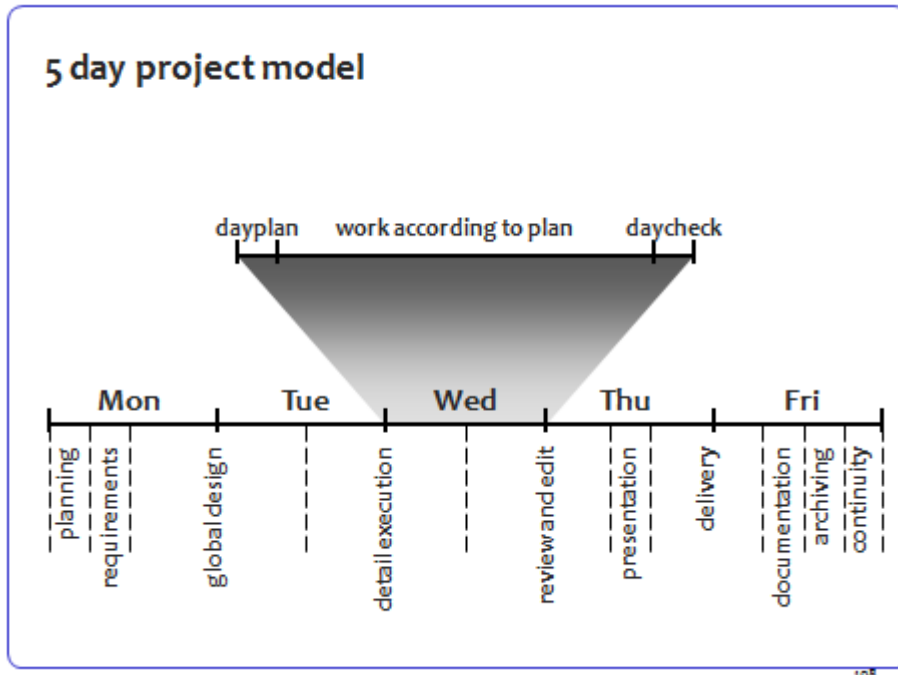 5 day project model
dayplan work according to plan daycheck
Mon Tue Wed Thu Fri
planning
requirements
global design
detail execution
review and edit
presentation
delivery
documentation
archiving
continuity